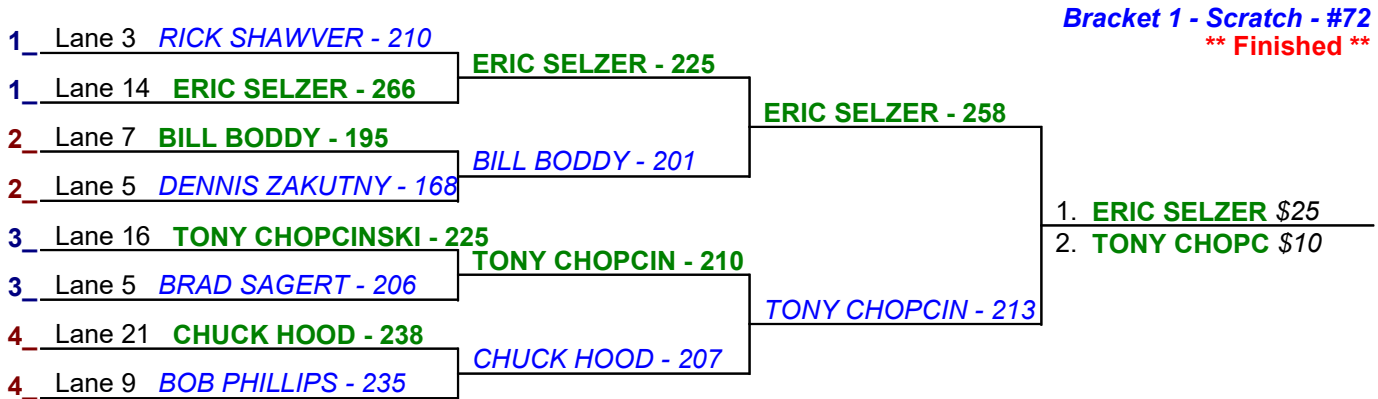 Bracket 1 - Scratch - #72
** Finished **
1_ Lane 3 RICK SHAWVER - 210
1_ Lane 14 ERIC SELZER - 266
2_ Lane 7 BILL BODDY - 195
2_ Lane 5 DENNIS ZAKUTNY - 168
3_ Lane 16 TONY CHOPCINSKI - 225
3_ Lane 5 BRAD SAGERT - 206
4_ Lane 21 CHUCK HOOD - 238
4_ Lane 9 BOB PHILLIPS - 235
ERIC SELZER - 225
BILL BODDY - 201
TONY CHOPCIN - 210
CHUCK HOOD - 207
ERIC SELZER - 258
TONY CHOPCIN - 213
1. ERIC SELZER $25
2. TONY CHOPC $10